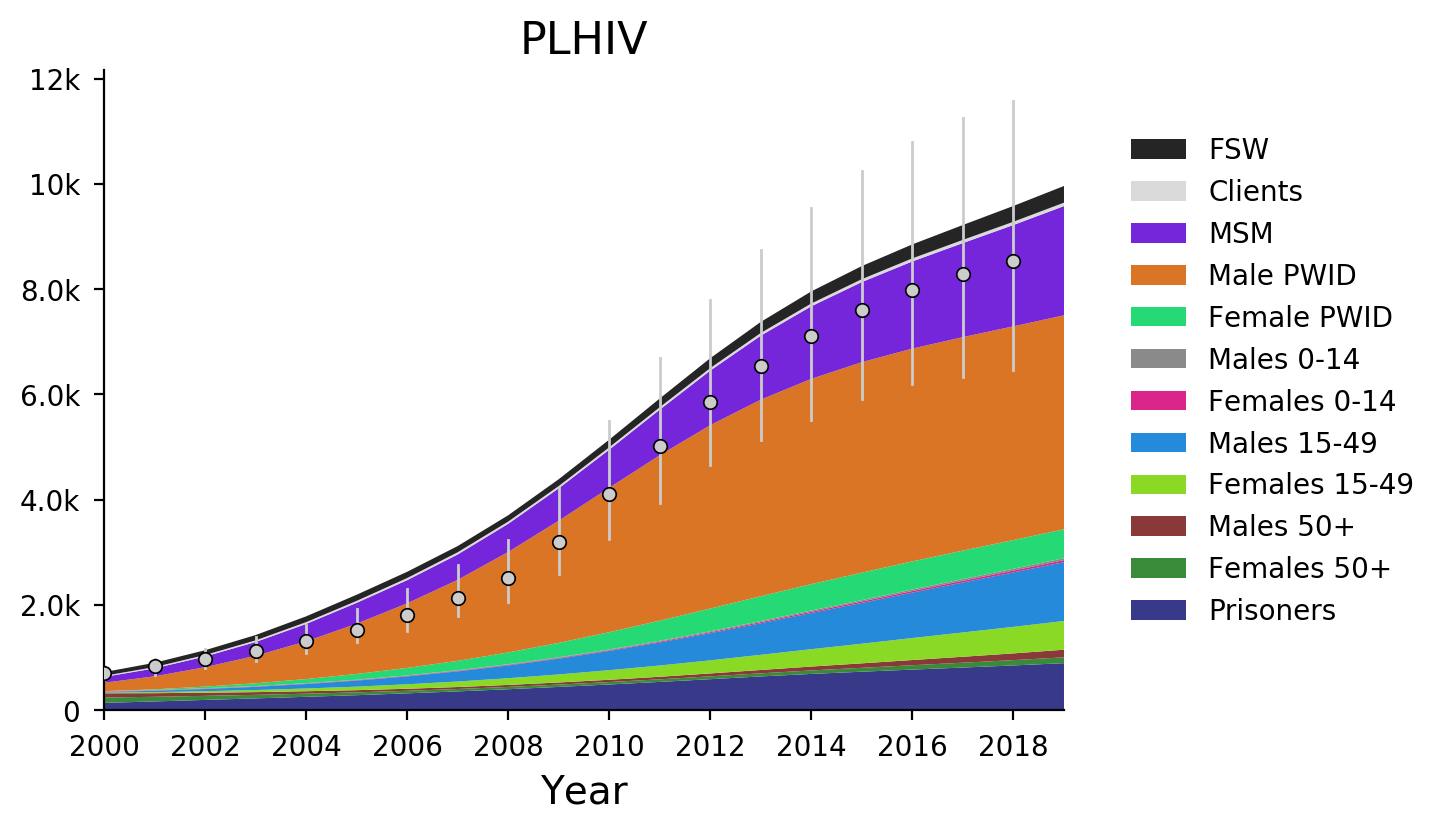 PLHIV
12k
10k
8.0k
6.0k
4.0k
2.0k
0
2000 2002 2004 2006 2008 2010 2012 2014 2016 2018
Year
FSW
Clients
MSM
Male PWID
Female PWID
Males 0-14
Females 0-14
Males 15-49
Females 15-49
Males 50+
Females 50+
Prisoners